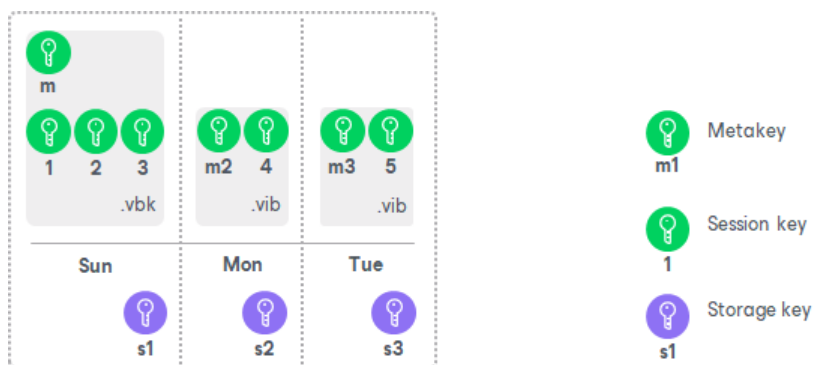 m
1 2 3
.vbk
m2 4
.vib
m3 5
.vib
Sun Mon Tue
s1 s2 s3
Metakey
m1
Session key
1
Storage key
s1